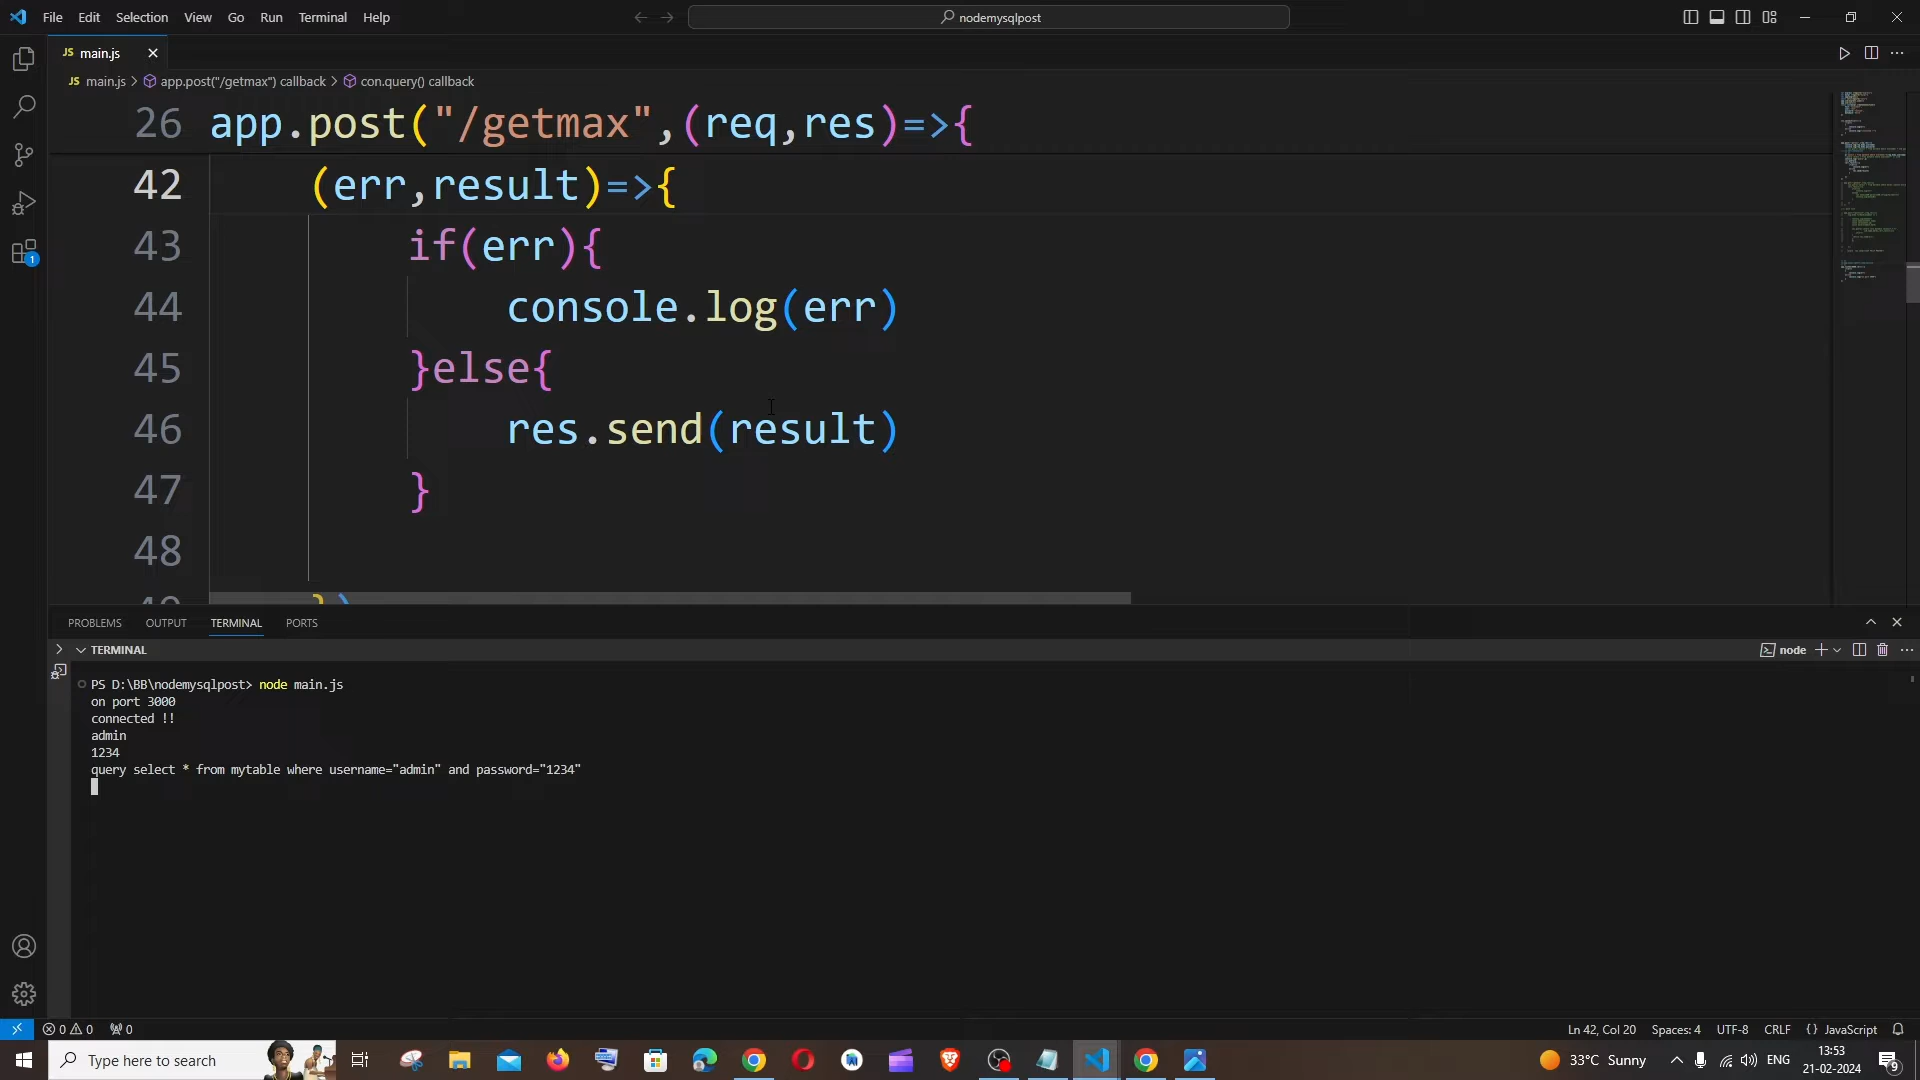 File Edit Selection View Go Run Terminal Help
nodemysqlpost
JS main.js
JS main.js > app.post("/getmax") callback > con.query() callback
26 app.post("/getmax",(req,res)=>{
42 (err,result)=>{
43 if(err){
44 console.log(err)
45 }else{
46 res.send(result)
47 }
48
49 })
PROBLEMS OUTPUT TERMINAL PORTS
TERMINAL
node
PS D:\BB\nodemysqlpost> node main.js
on port 3000
connected !!
admin
1234
query select * from mytable where username="admin" and password="1234"
1
0 0 0
Ln 42, Col 20 Spaces: 4 UTF-8 CRLF {} JavaScript
Type here to search
33°C Sunny
ENG
13:53
21-02-2024
9